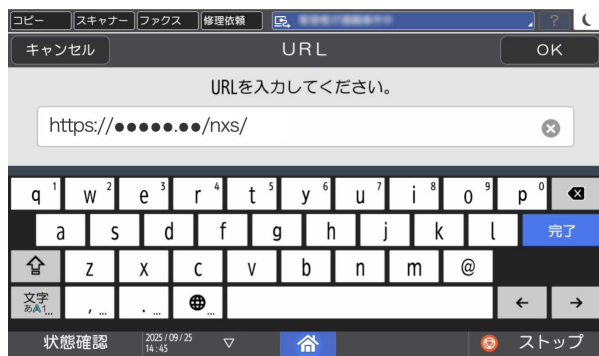 コピー スキャナー ファクス 修理依頼 ?
キャンセル URL OK
URLを入力してください。
https://●●●●●.●●/nxs/
q 1 w 2 e 3 r 4 t 5 y 6 u 7 i 8 o 9 p 0
a s d f g h j k l 完了
z x c v b n m @
文字 , ... . ... ... ← →
あA1...
状態確認 2025/09/25 ▽ ストップ
14:45